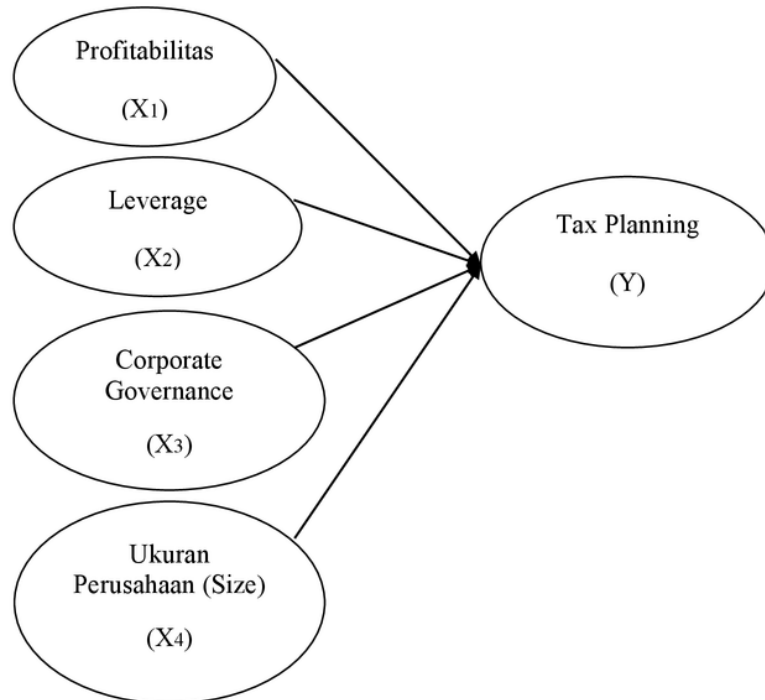 Profitabilitas
(X1)
Leverage
(X2)
Corporate
Governance
(X3)
Ukuran
Perusahaan (Size)
(X4)
Tax Planning
(Y)